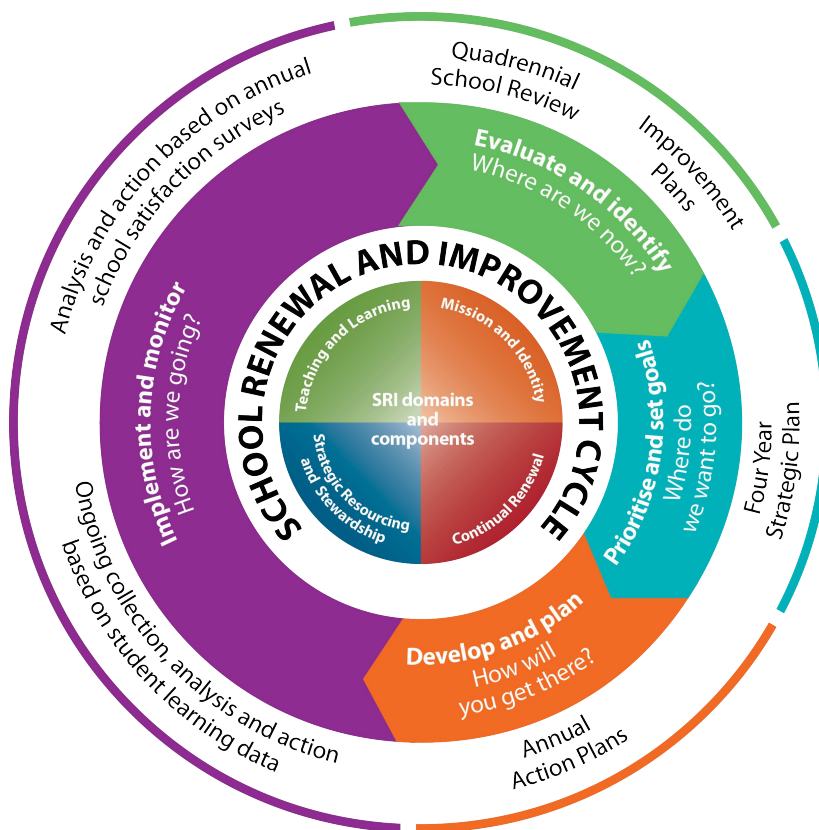 Quadrennial
School Review
Improvement
Plans
Evaluate and identify
Where are we now?
Four Year
Strategic Plan
Prioritise and set goals
Where do
we want to go?
Annual
Action Plans
Develop and plan
How will
you get there?
Ongoing collection, analysis and action
based on student learning data
Analysis and action based on annual
school satisfaction surveys
Implement and monitor
How are we going?
SCHOOL RENEWAL AND IMPROVEMENT CYCLE
Teaching and Learning
Mission and Identity
SRI domains
and
components
Strategic Resourcing
and Stewardship
Continual Renewal